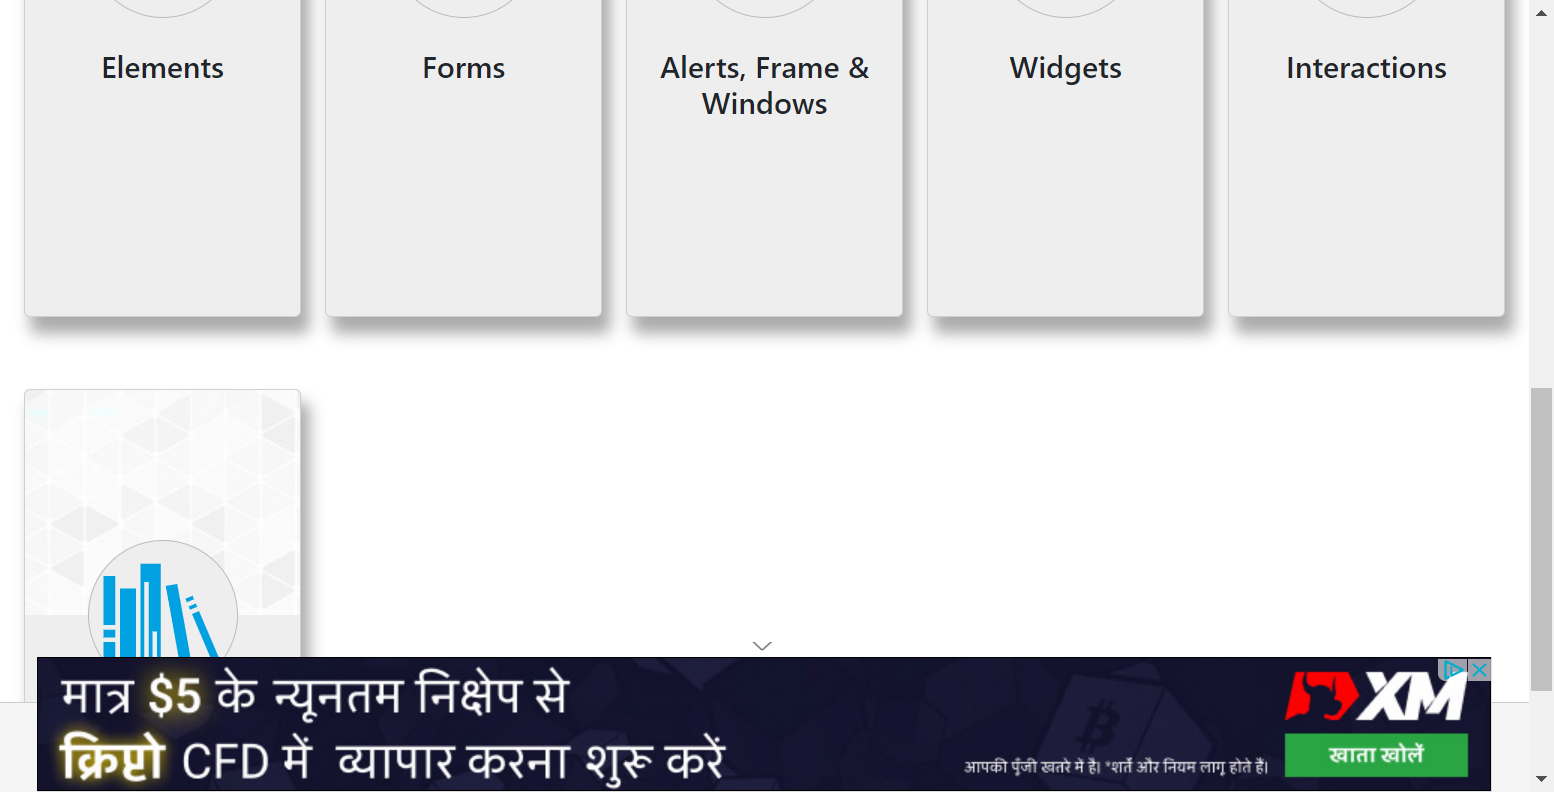 Elements
Forms
Alerts, Frame &
Windows
Widgets
Interactions
मात्र $5 के न्यूनतम निक्षेप से
क्रिप्टो CFD में व्यापार करना शुरू करें
आपकी पूँजी खतरे में है। *शर्तें और नियम लागू होते हैं।
XM
खाता खोलें